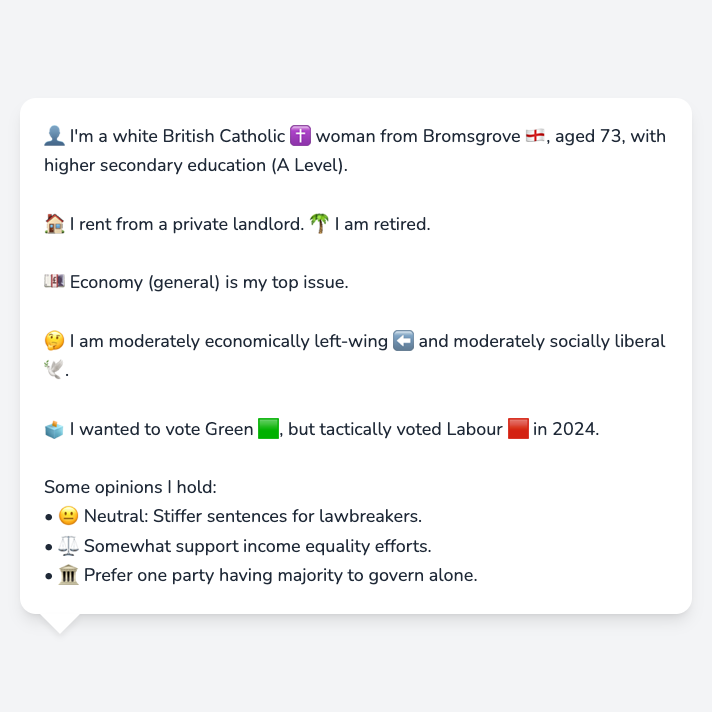 👤 I'm a white British Catholic ✝️ woman from Bromsgrove 🏴󠁧󠁢󠁥󠁮󠁧󠁿, aged 73, with
higher secondary education (A Level).
🏠 I rent from a private landlord. 🌴 I am retired.
💷 Economy (general) is my top issue.
🤔 I am moderately economically left-wing ⬅️ and moderately socially liberal
🕊️.
🗳️ I wanted to vote Green 🟩, but tactically voted Labour 🟥 in 2024.
Some opinions I hold:
• 😐 Neutral: Stiffer sentences for lawbreakers.
• ⚖️ Somewhat support income equality efforts.
• 🏛️ Prefer one party having majority to govern alone.